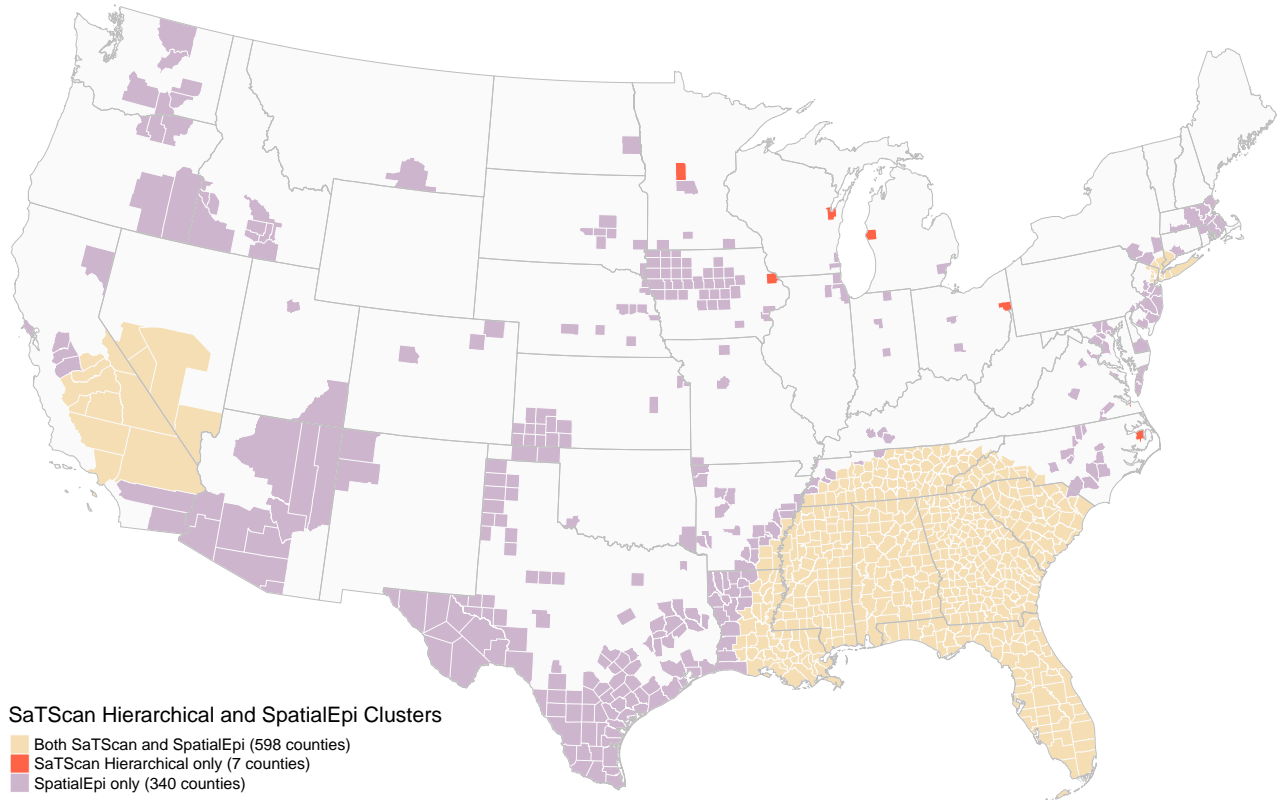 SaTScan Hierarchical and SpatialEpi Clusters
Both SaTScan and SpatialEpi (598 counties)
SaTScan Hierarchical only (7 counties)
SpatialEpi only (340 counties)